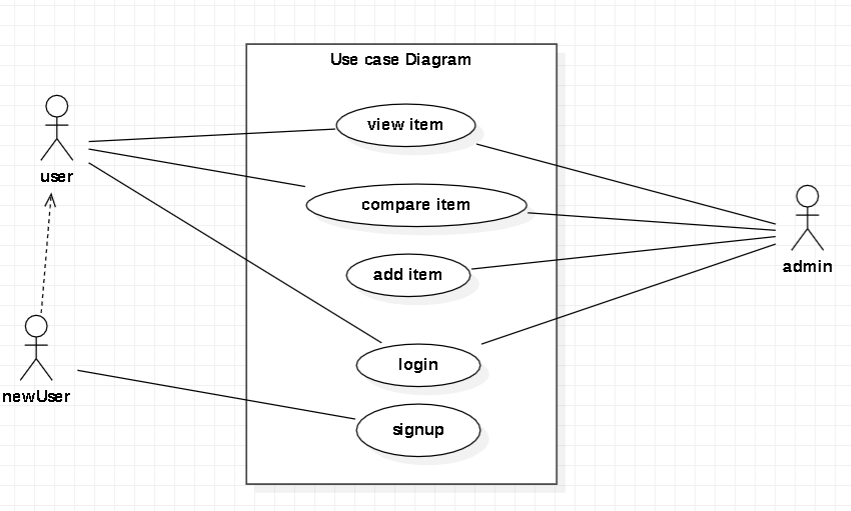 Use case Diagram
view item
user
compare item
admin
add item
login
newUser
signup